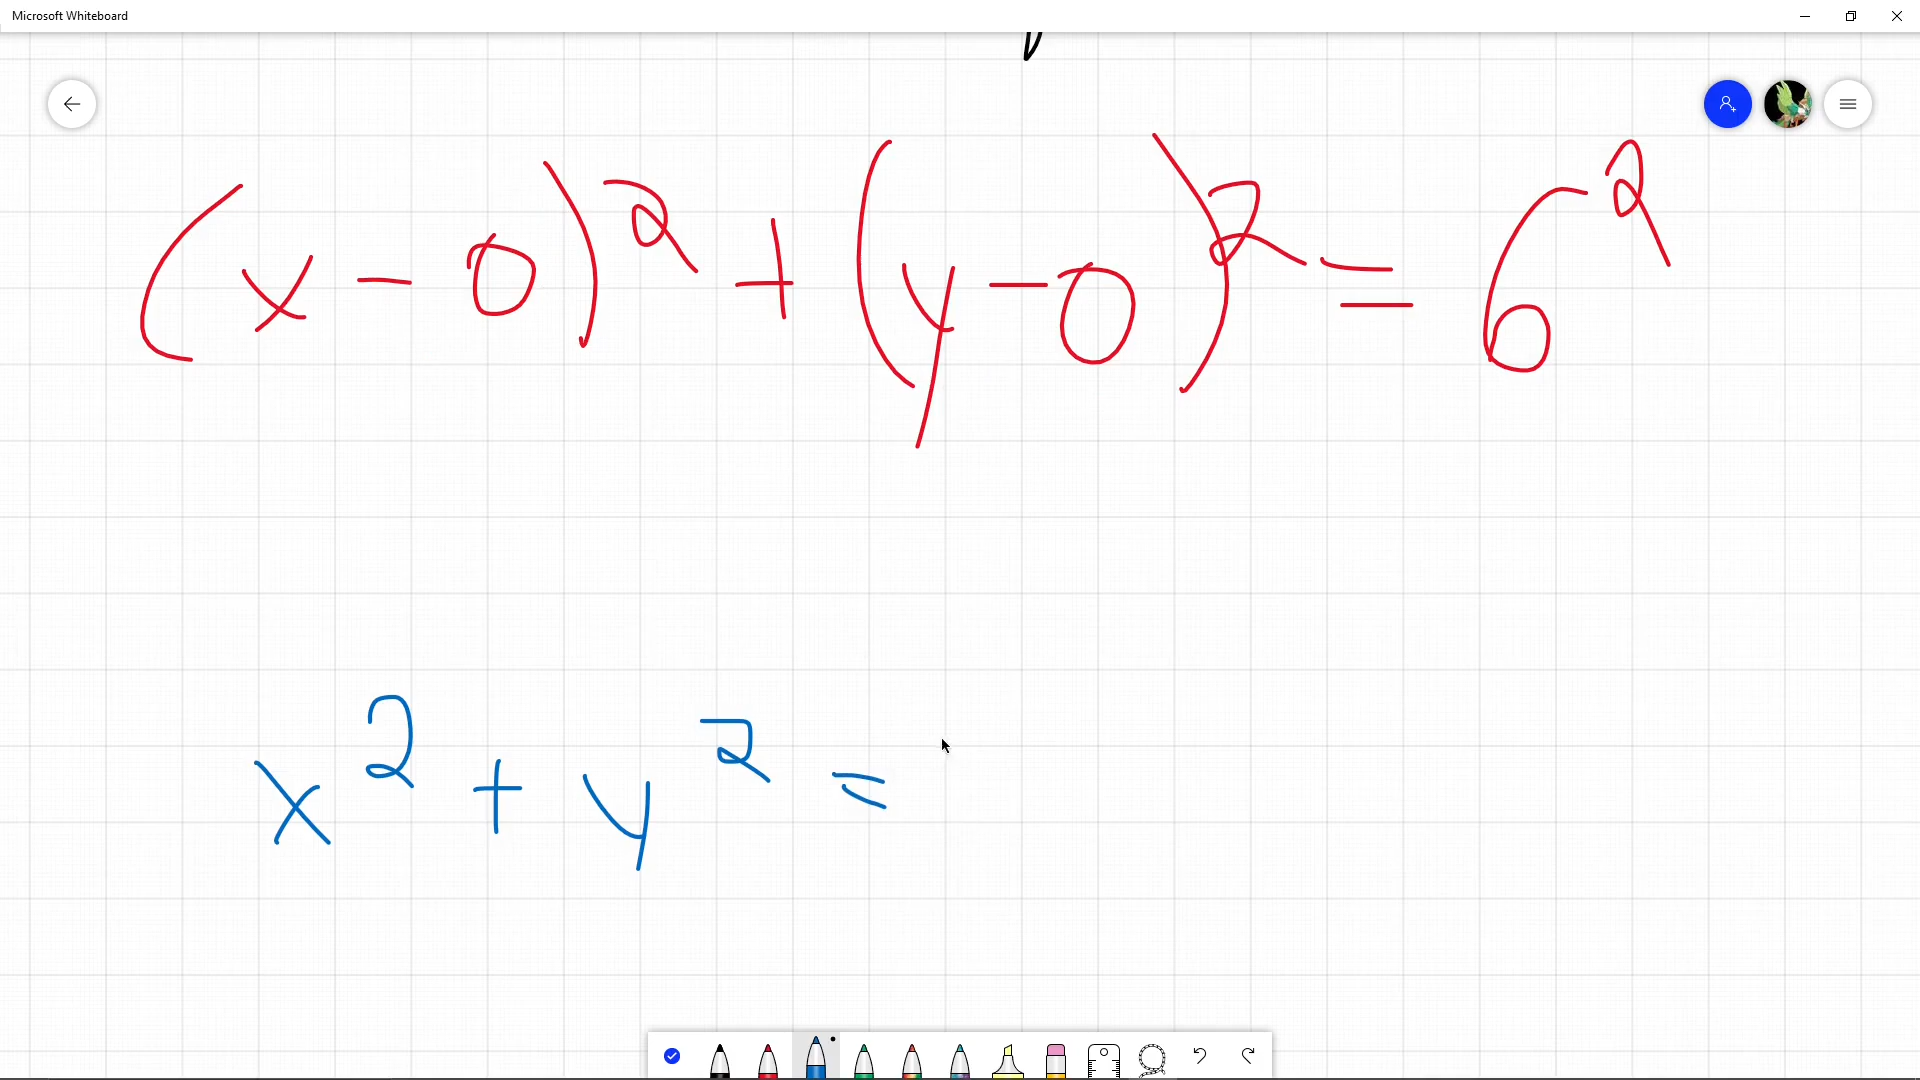 Microsoft Whiteboard
(x - 0)² + (y - 0)² = 6²
x² + y² =